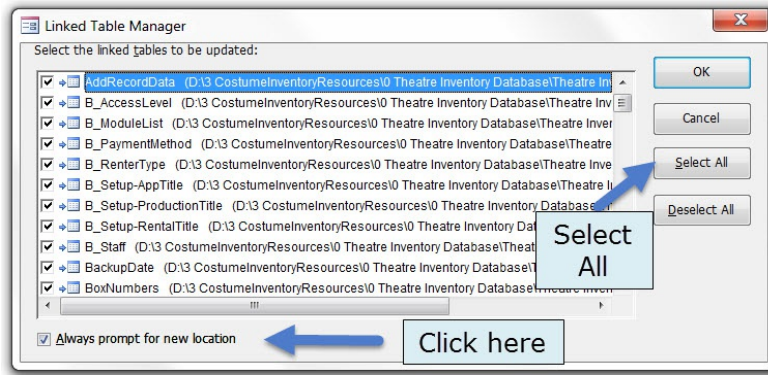 Linked Table Manager
Select the linked tables to be updated:
AddRecordData (D:\3 CostumeInventoryResources\0 Theatre Inventory Database\Theatre Inv
B_AccessLevel (D:\3 CostumeInventoryResources\0 Theatre Inventory Database\Theatre Inv
B_ModuleList (D:\3 CostumeInventoryResources\0 Theatre Inventory Database\Theatre Inver
B_PaymentMethod (D:\3 CostumeInventoryResources\0 Theatre Inventory Database\Theatre
B_RenterType (D:\3 CostumeInventoryResources\0 Theatre Inventory Database\Theatre Inve
B_Setup-AppTitle (D:\3 CostumeInventoryResources\0 Theatre Inventory Database\Theatre I
B_Setup-ProductionTitle (D:\3 CostumeInventoryResources\0 Theatre Inventory Database\T
B_Setup-RentalTitle (D:\3 CostumeInventoryResources\0 Theatre Inventory Dat
B_Staff (D:\3 CostumeInventoryResources\0 Theatre Inventory Database\Theat
BackupDate (D:\3 CostumeInventoryResources\0 Theatre Inventory Database\T
BoxNumbers (D:\3 CostumeInventoryResources\0 Theatre Inventory Database\
OK
Cancel
Select All
Deselect All
Select
All
Always prompt for new location
Click here